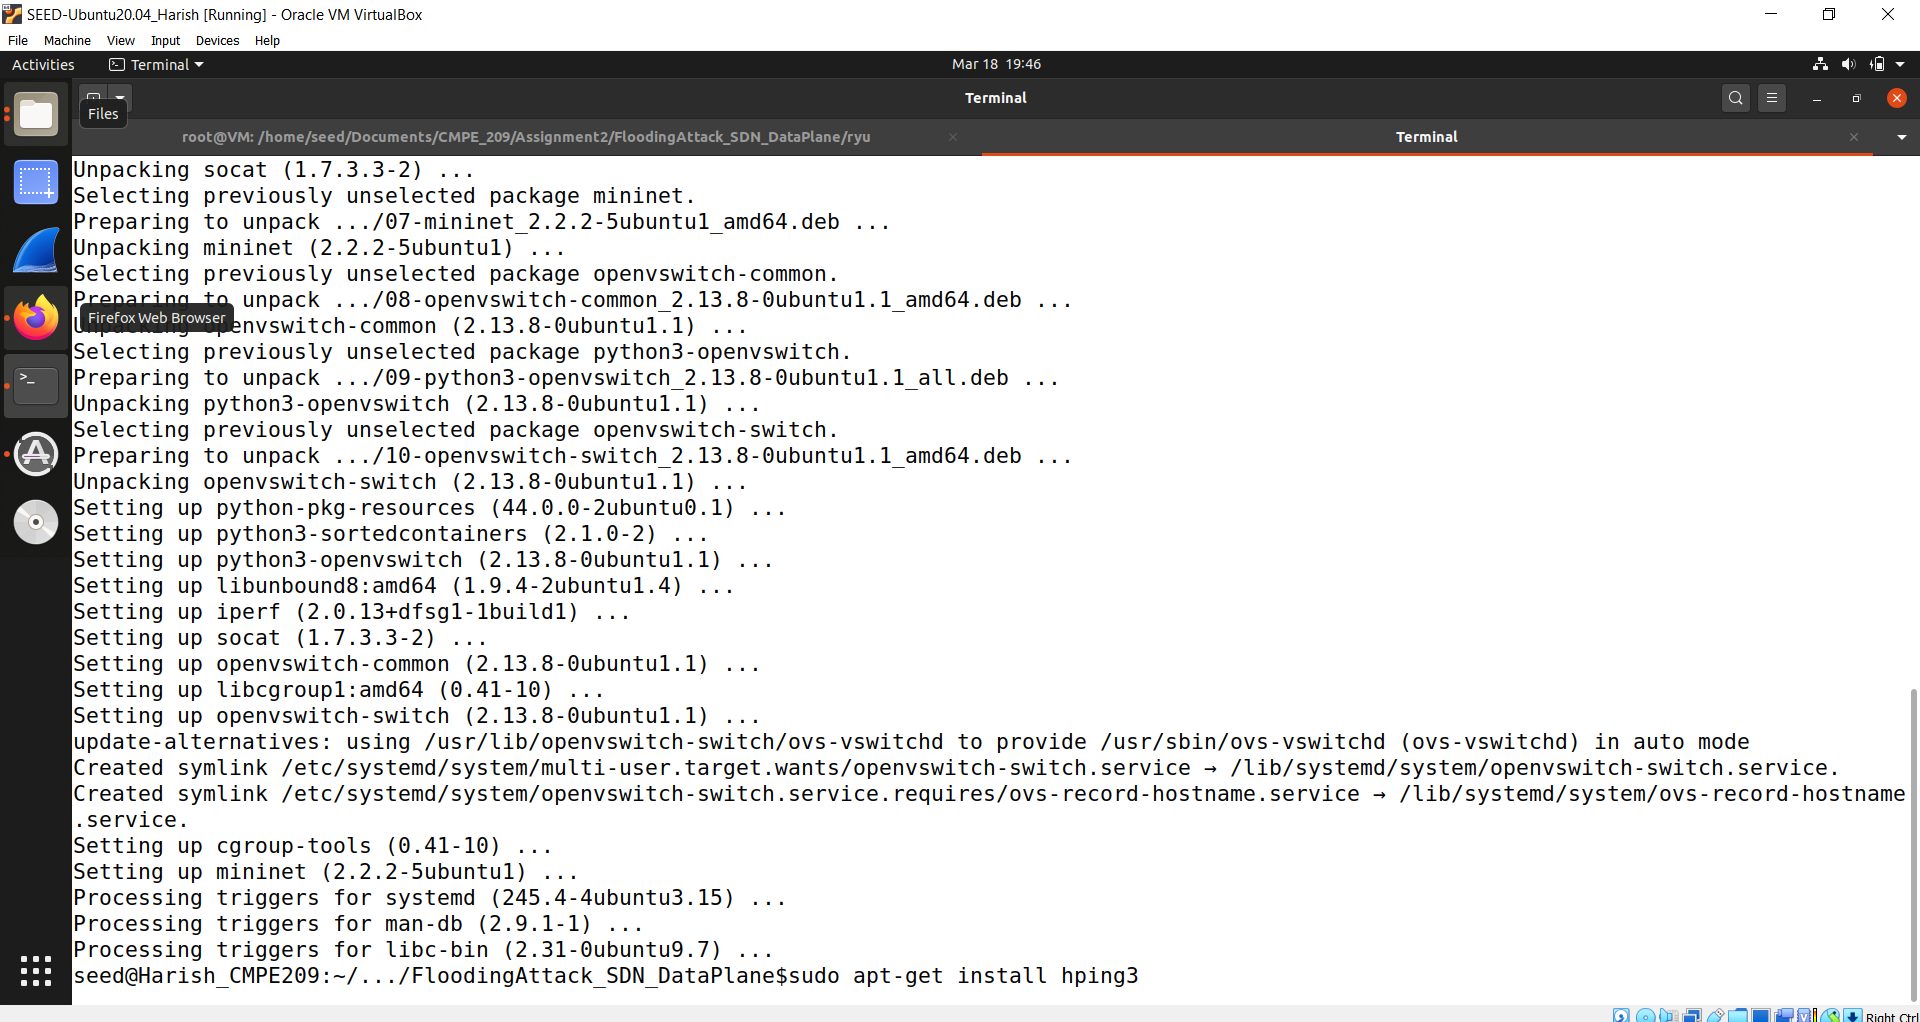 SEED-Ubuntu20.04_Harish [Running] - Oracle VM VirtualBox
File Machine View Input Devices Help
Activities Terminal Mar 18 19:46
Terminal
Files
root@VM: /home/seed/Documents/CMPE_209/Assignment2/FloodingAttack_SDN_DataPlane/ryu Terminal
Unpacking socat (1.7.3.3-2) ...
Selecting previously unselected package mininet.
Preparing to unpack .../07-mininet_2.2.2-5ubuntu1_amd64.deb ...
Unpacking mininet (2.2.2-5ubuntu1) ...
Selecting previously unselected package openvswitch-common.
Preparing to unpack .../08-openvswitch-common_2.13.8-0ubuntu1.1_amd64.deb ...
Firefox Web Browser
Unpacking openvswitch-common (2.13.8-0ubuntu1.1) ...
Selecting previously unselected package python3-openvswitch.
Preparing to unpack .../09-python3-openvswitch_2.13.8-0ubuntu1.1_all.deb ...
Unpacking python3-openvswitch (2.13.8-0ubuntu1.1) ...
Selecting previously unselected package openvswitch-switch.
Preparing to unpack .../10-openvswitch-switch_2.13.8-0ubuntu1.1_amd64.deb ...
Unpacking openvswitch-switch (2.13.8-0ubuntu1.1) ...
Setting up python-pkg-resources (44.0.0-2ubuntu0.1) ...
Setting up python3-sortedcontainers (2.1.0-2) ...
Setting up python3-openvswitch (2.13.8-0ubuntu1.1) ...
Setting up libunbound8:amd64 (1.9.4-2ubuntu1.4) ...
Setting up iperf (2.0.13+dfsg1-1build1) ...
Setting up socat (1.7.3.3-2) ...
Setting up openvswitch-common (2.13.8-0ubuntu1.1) ...
Setting up libcgroup1:amd64 (0.41-10) ...
Setting up openvswitch-switch (2.13.8-0ubuntu1.1) ...
update-alternatives: using /usr/lib/openvswitch-switch/ovs-vswitchd to provide /usr/sbin/ovs-vswitchd (ovs-vswitchd) in auto mode
Created symlink /etc/systemd/system/multi-user.target.wants/openvswitch-switch.service → /lib/systemd/system/openvswitch-switch.service.
Created symlink /etc/systemd/system/openvswitch-switch.service.requires/ovs-record-hostname.service → /lib/systemd/system/ovs-record-hostname
.service.
Setting up cgroup-tools (0.41-10) ...
Setting up mininet (2.2.2-5ubuntu1) ...
Processing triggers for systemd (245.4-4ubuntu3.15) ...
Processing triggers for man-db (2.9.1-1) ...
Processing triggers for libc-bin (2.31-0ubuntu9.7) ...
seed@Harish_CMPE209:~/.../FloodingAttack_SDN_DataPlane$sudo apt-get install hping3
Right Ctrl